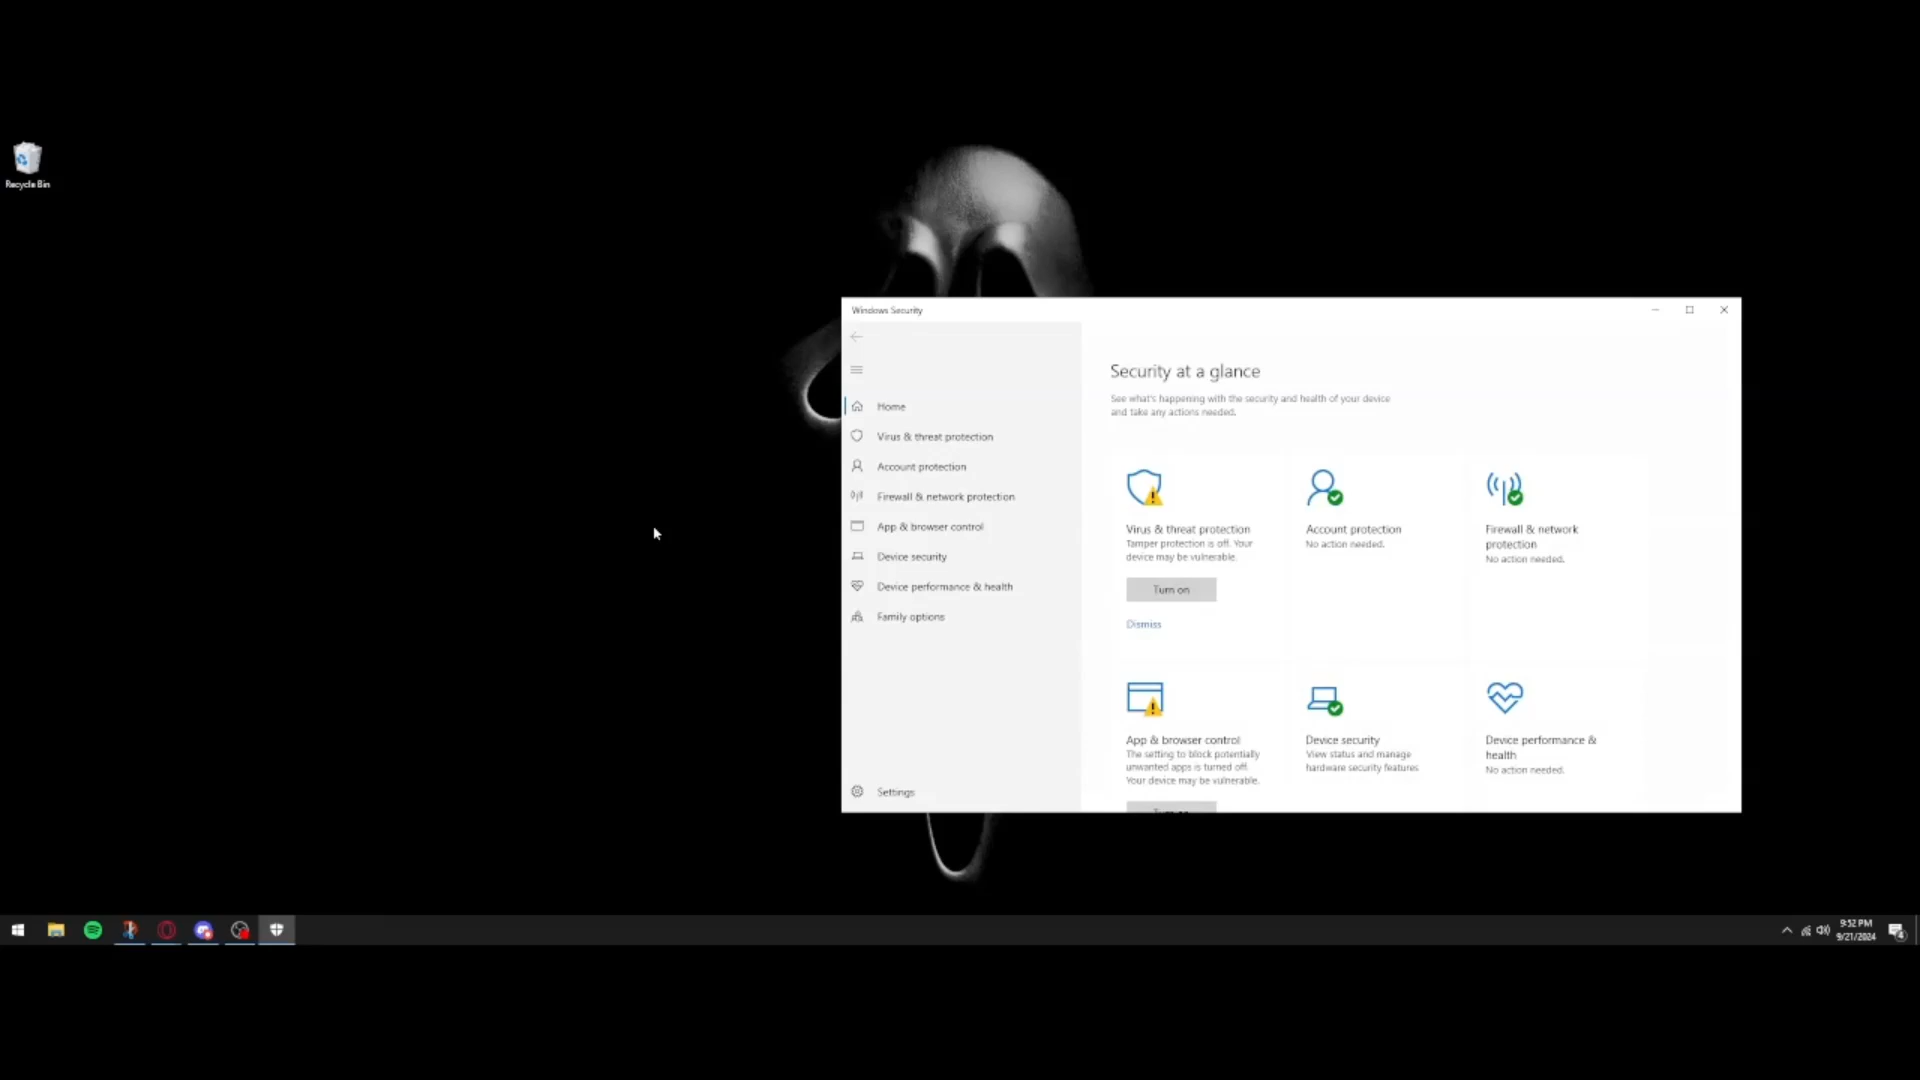 Recycle Bin
Windows Security
Home
Virus & threat protection
Account protection
Firewall & network protection
App & browser control
Device security
Device performance & health
Family options
Settings
Security at a glance
See what's happening with the security and health of your device
and take any actions needed.
Virus & threat protection
Tamper protection is off. Your
device may be vulnerable.
Turn on
Dismiss
Account protection
No action needed.
Firewall & network
protection
No action needed.
App & browser control
The setting to block potentially
unwanted apps is turned off.
Your device may be vulnerable.
Device security
View status and manage
hardware security features
Device performance &
health
No action needed.
9:52 PM
9/21/2024
4